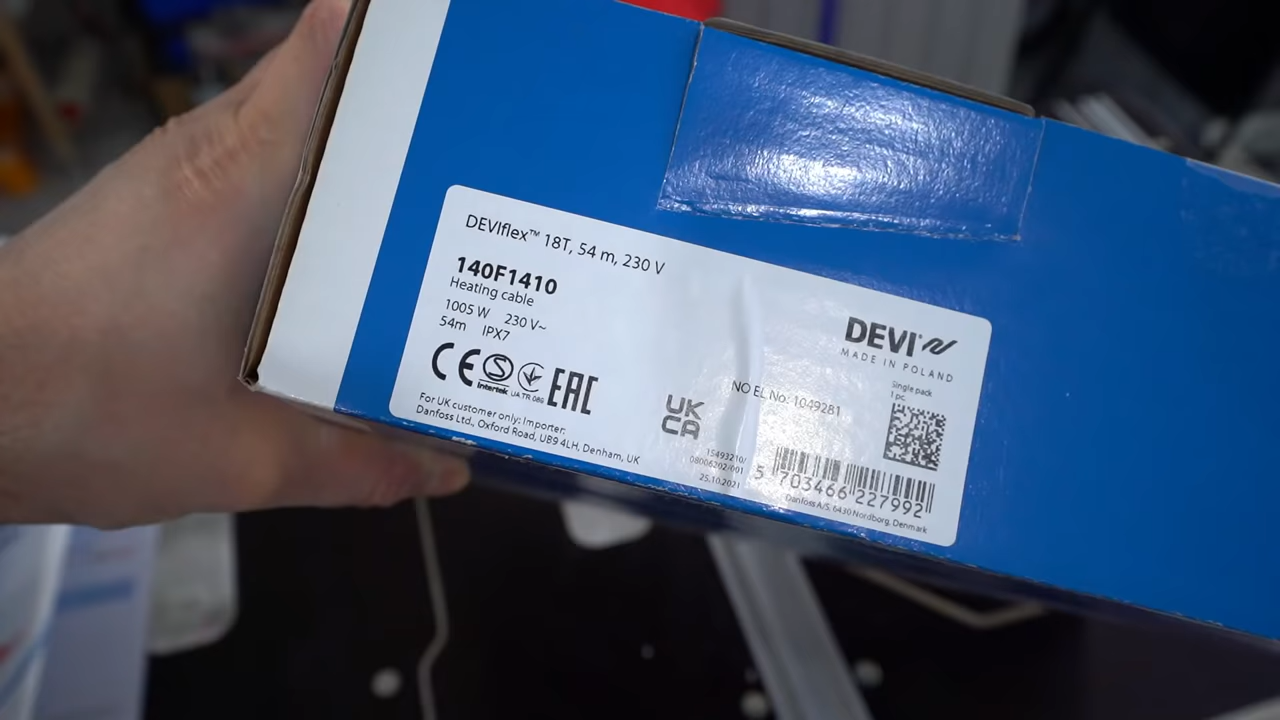 DEVIflex™ 18T, 54 m, 230 V
140F1410
Heating cable
1005 W 230 V~
54m IPX7
CE S Intertek UA TR 089 EAC
For UK customer only: Importer:
Danfoss Ltd., Oxford Road, UB9 4LH, Denham, UK
UK
CA
DEVI
MADE IN POLAND
Single pack
1 pc
NO EL No: 1049281
15493210/
08006202/001
25.10.2021
5 703466 227992
Danfoss A/S, 6430 Nordborg, Denmark